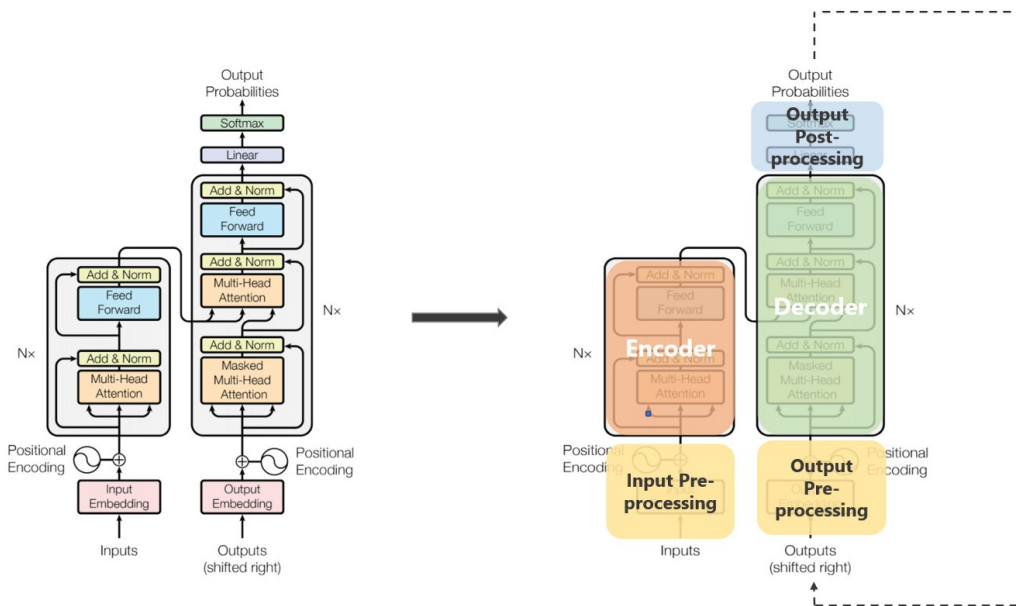 Output
Probabilities
Softmax
Linear
Add & Norm
Feed
Forward
Add & Norm
Multi-Head
Attention
Add & Norm
Masked
Multi-Head
Attention
Nx
Add & Norm
Feed
Forward
Add & Norm
Multi-Head
Attention
Nx
Positional
Encoding
Positional
Encoding
Input
Embedding
Output
Embedding
Inputs
Outputs
(shifted right)
Output
Probabilities
Softmax
Linear
Output
Post-
processing
Add & Norm
Feed
Forward
Add & Norm
Multi-Head
Attention
Decoder
Add & Norm
Masked
Multi-Head
Attention
Nx
Add & Norm
Feed
Forward
Encoder
Add & Norm
Multi-Head
Attention
Nx
Positional
Encoding
Input Pre-
processing
Output
Pre-
processing
Inputs
Outputs
(shifted right)